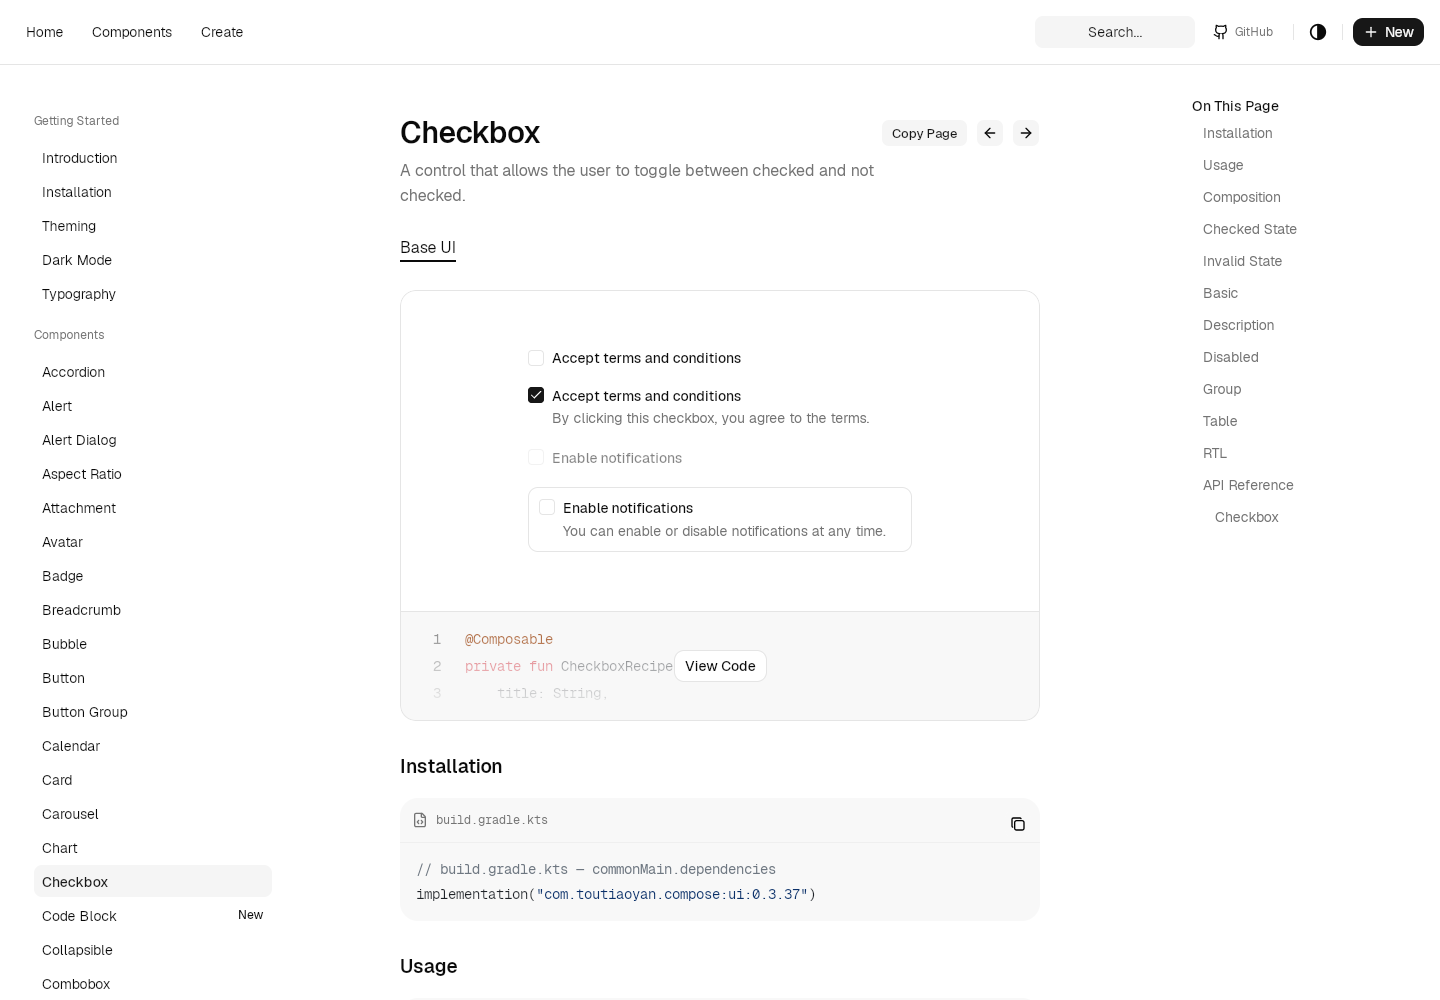 Home
Components
Create
Search...
GitHub
New
Getting Started
Introduction
Installation
Theming
Dark Mode
Typography
Components
Accordion
Alert
Alert Dialog
Aspect Ratio
Attachment
Avatar
Badge
Breadcrumb
Bubble
Button
Button Group
Calendar
Card
Carousel
Chart
Checkbox
Code Block
New
Collapsible
Combobox
Checkbox
Copy Page
A control that allows the user to toggle between checked and not
checked.
Base UI
Accept terms and conditions
Accept terms and conditions
By clicking this checkbox, you agree to the terms.
Enable notifications
Enable notifications
You can enable or disable notifications at any time.
1 @Composable
2 private fun CheckboxRecipe
View Code
3 title: String,
Installation
build.gradle.kts
// build.gradle.kts — commonMain.dependencies
implementation("com.toutiaoyan.compose:ui:0.3.37")
Usage
On This Page
Installation
Usage
Composition
Checked State
Invalid State
Basic
Description
Disabled
Group
Table
RTL
API Reference
Checkbox